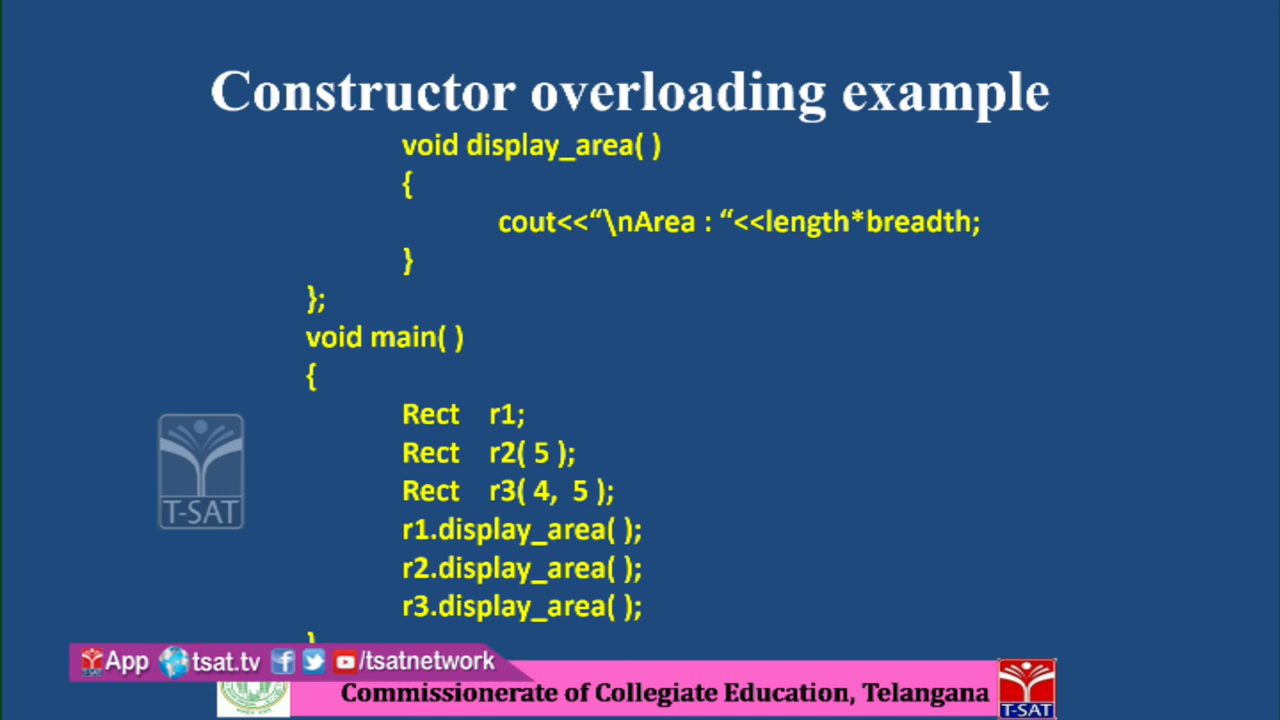 Constructor overloading example
void display_area( )
{
cout<<“\nArea : “<<length*breadth;
}
};
void main( )
{
Rect r1;
Rect r2( 5 );
Rect r3( 4, 5 );
r1.display_area( );
r2.display_area( );
r3.display_area( );
}
T-SAT
App tsat.tv /tsatnetwork
Commissionerate of Collegiate Education, Telangana
T-SAT